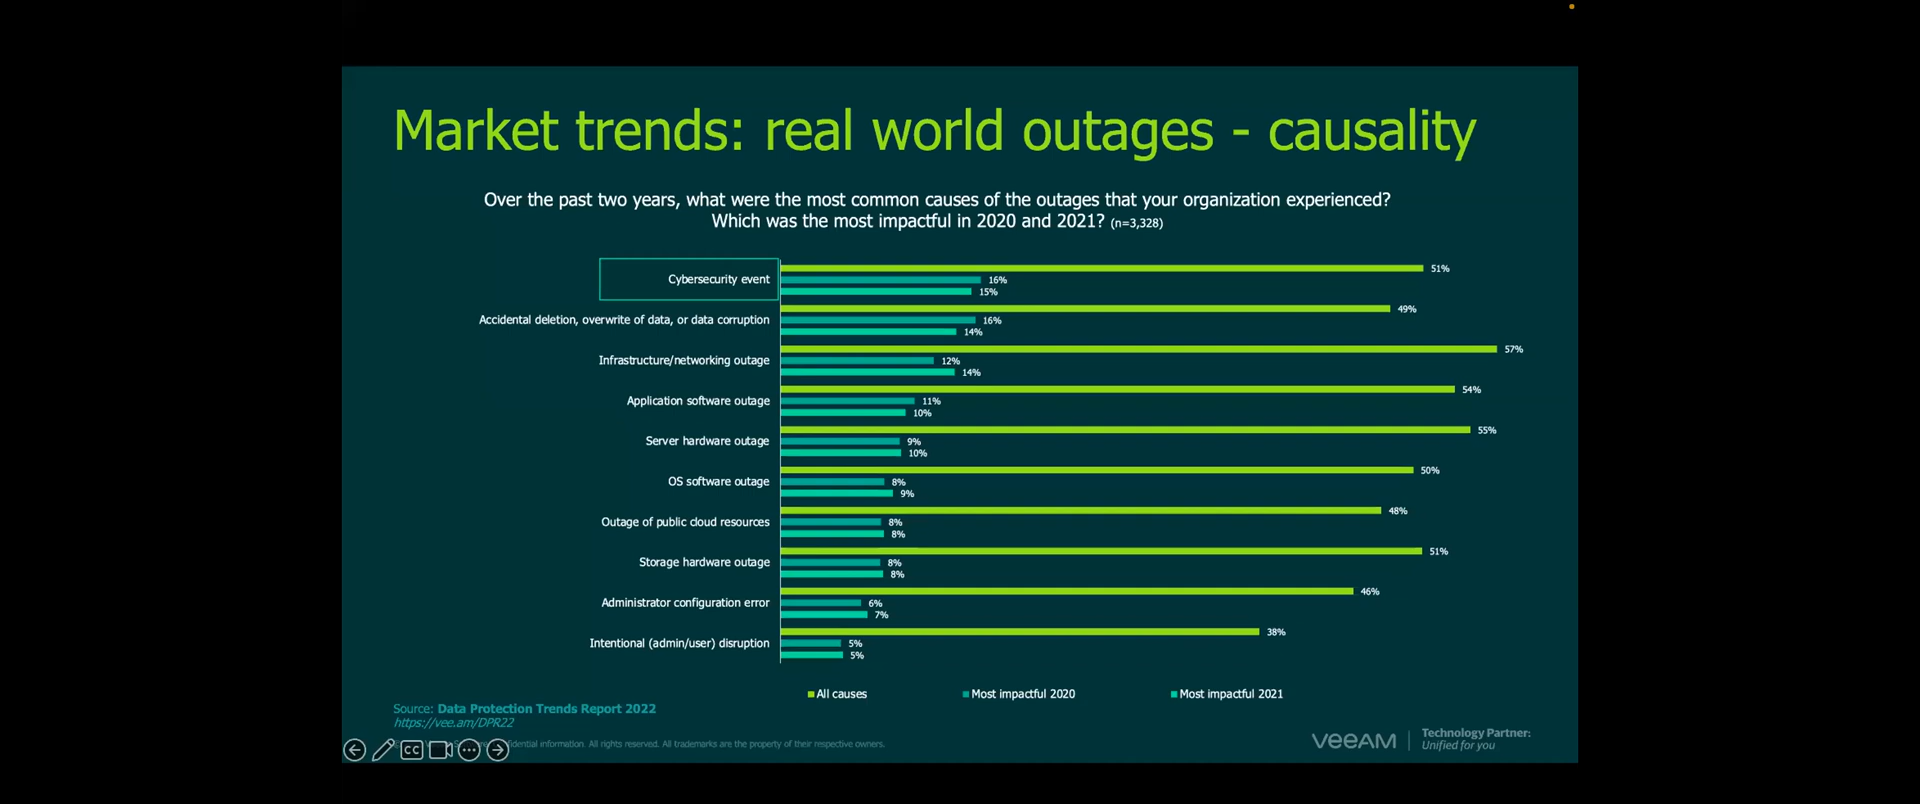 Market trends: real world outages - causality
Over the past two years, what were the most common causes of the outages that your organization experienced?
Which was the most impactful in 2020 and 2021? (n=3,328)
Cybersecurity event
51%
16%
15%
Accidental deletion, overwrite of data, or data corruption
49%
16%
14%
Infrastructure/networking outage
57%
12%
14%
Application software outage
54%
11%
10%
Server hardware outage
55%
9%
10%
OS software outage
50%
8%
9%
Outage of public cloud resources
48%
8%
8%
Storage hardware outage
51%
8%
8%
Administrator configuration error
46%
6%
7%
Intentional (admin/user) disruption
38%
5%
5%
All causes
Most impactful 2020
Most impactful 2021
Source: Data Protection Trends Report 2022
https://vee.am/DPR22
information. All rights reserved. All trademarks are the property of their respective owners.
CC
veeAM
Technology Partner:
Unified for you